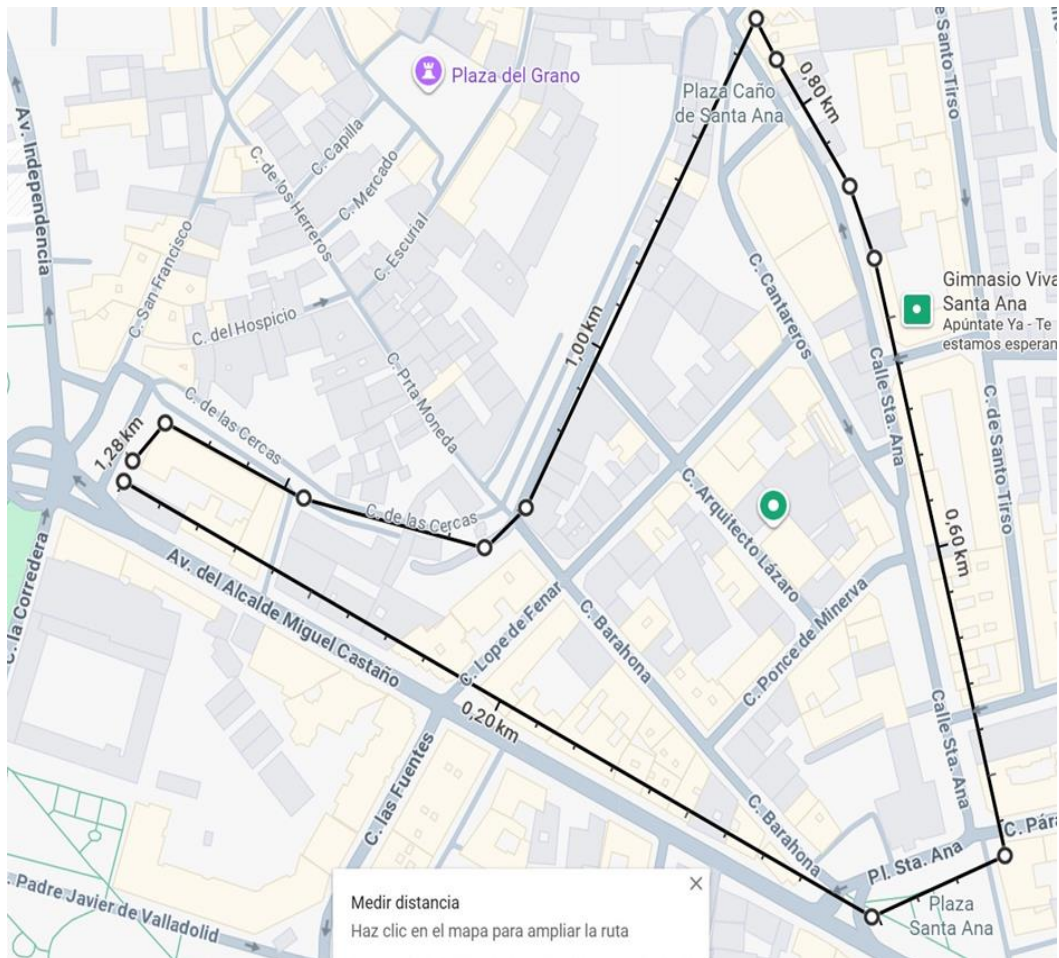 e Santo Tirso
Plaza del Grano
0,80 km
Plaza Caño
de Santa Ana
Av. Independencia
C. Capilla
C. de los Herreros
C. Mercado
C. Escurial
C. San Francisco
C. del Hospicio
C. Cantareros
Gimnasio Viva
Santa Ana
Apúntate Ya - Te
estamos esperan
1,00 km
C. Prta Moneda
Calle Sta. Ana
C. de Santo Tirso
C. de las Cercas
1,28 km
C. de las Cercas
C. Arquitecto Lázaro
0,60 km
Av. del Alcalde Miguel Castaño
C. la Corredera
C. Lope de Fenar
C. Barahona
C. Ponce de Minerva
0,20 km
Calle Sta. Ana
C. las Fuentes
C. Barahona
Pl. Sta. Ana
C. Pára
. Padre Javier de Valladolid
Plaza
Santa Ana
Medir distancia
Haz clic en el mapa para ampliar la ruta